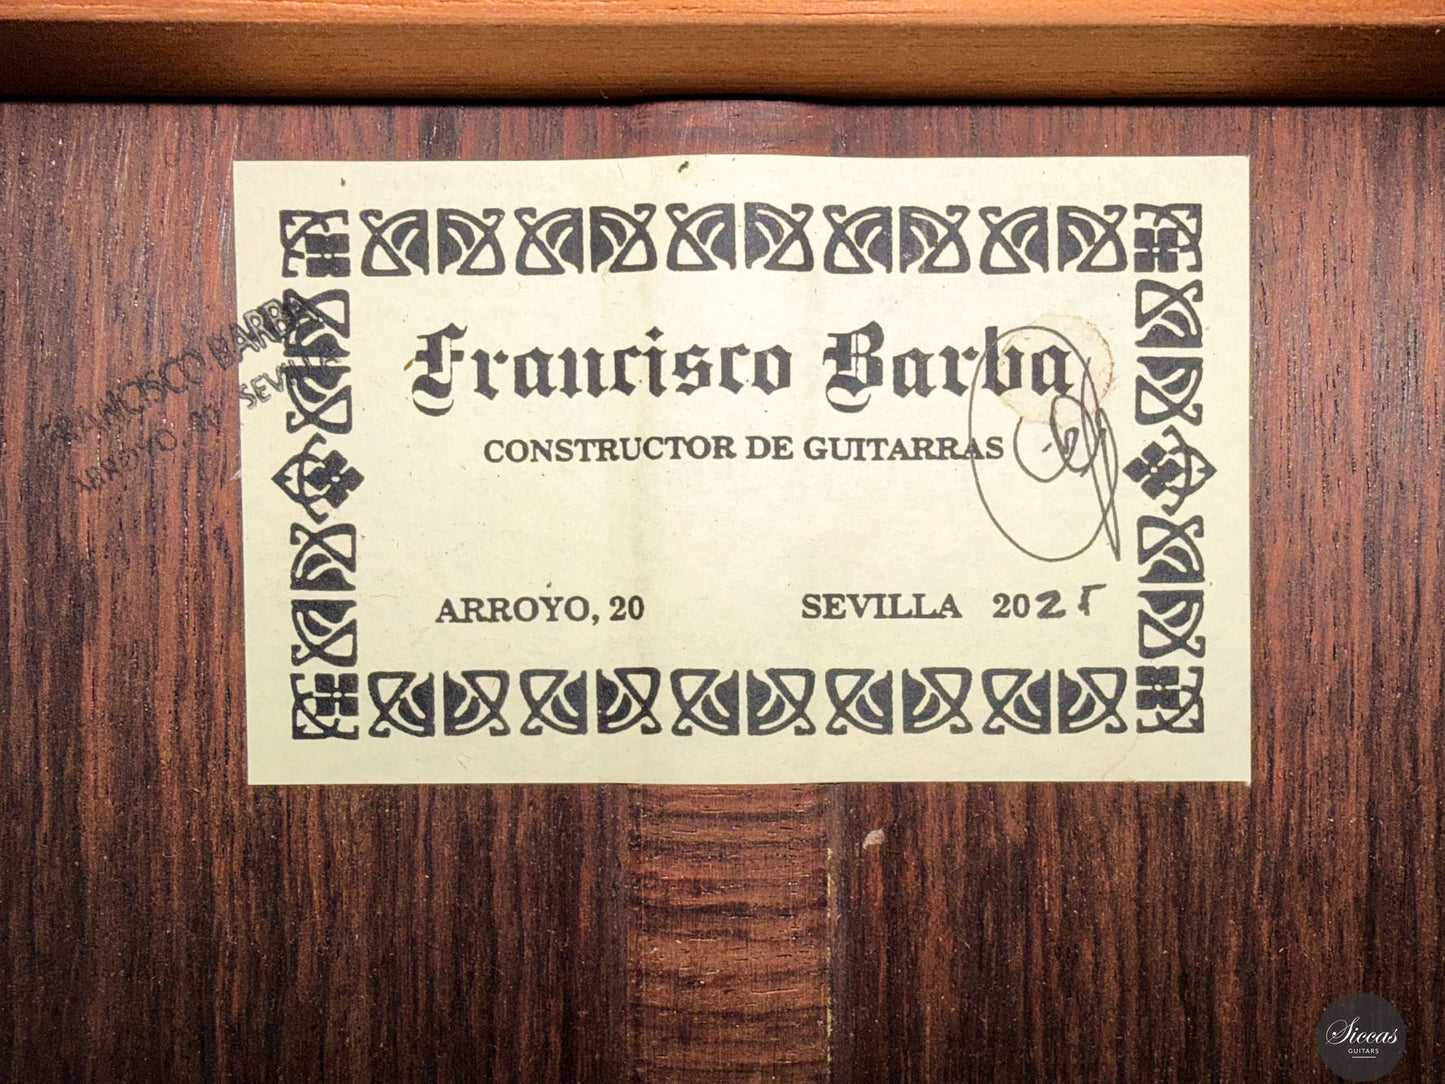 Francisco Barba
CONSTRUCTOR DE GUITARRAS
ARROYO, 20 SEVILLA 2025
FRANCISCO BARBA
ARROYO, 20 SEVILLA
Siccas
GUITARS